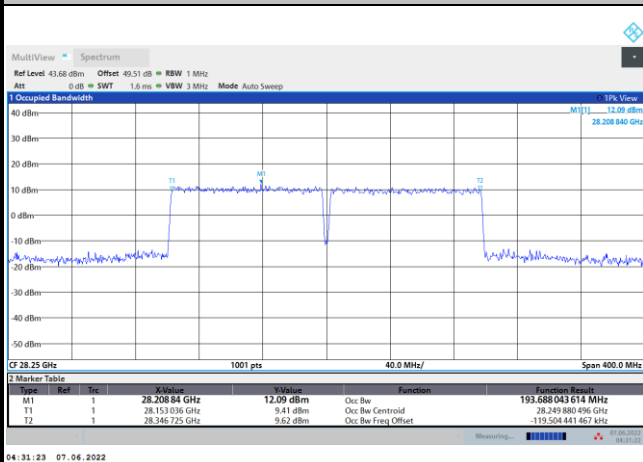 MultiView Spectrum
Ref Level 43.68 dBm Offset 49.51 dB RBW 1 MHz
Att 0 dB SWT 1.6 ms VBW 3 MHz Mode Auto Sweep
1 Occupied Bandwidth 1Pk View
M1[1] 12.09 dBm
28.208 840 GHz
40 dBm
30 dBm
20 dBm
M1
T1 T2
10 dBm
0 dBm
-10 dBm
-20 dBm
-30 dBm
-40 dBm
-50 dBm
CF 28.25 GHz 1001 pts 40.0 MHz/ Span 400.0 MHz
2 Marker Table
Type Ref Trc X-Value Y-Value Function Function Result
M1 1 28.208 84 GHz 12.09 dBm Occ Bw 193.688 043 614 MHz
T1 1 28.153 036 GHz 9.41 dBm Occ Bw Centroid 28.249 880 496 GHz
T2 1 28.346 725 GHz 9.62 dBm Occ Bw Freq Offset -119.504 441 467 kHz
Measuring... 07.06.2022
04:31:22
04:31:23 07.06.2022